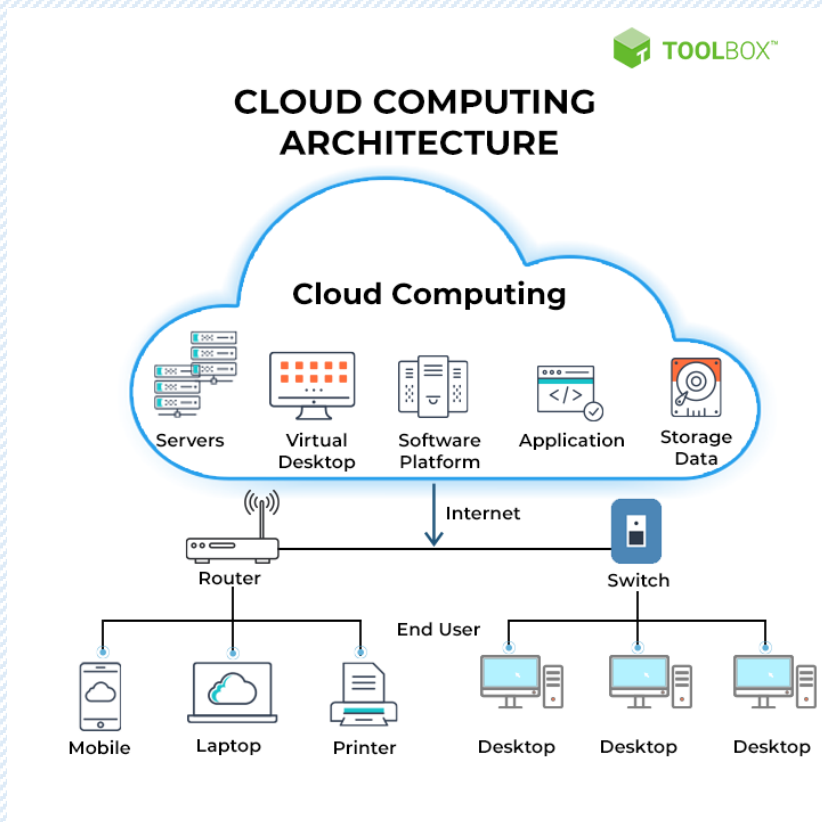 TOOLBOX™
CLOUD COMPUTING
ARCHITECTURE
Cloud Computing
Servers
Virtual
Desktop
Software
Platform
</>
Application
Storage
Data
Internet
Router
Switch
End User
Mobile
Laptop
Printer
Desktop
Desktop
Desktop